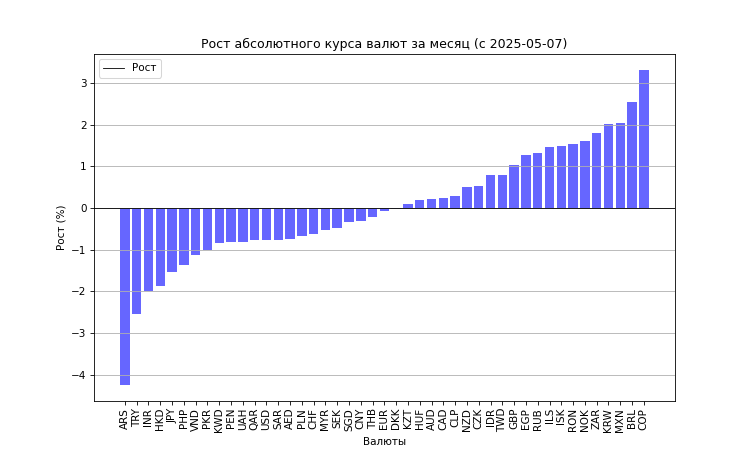 Рост абсолютного курса валют за месяц (с 2025-05-07)
Рост
3
2
1
0
−1
−2
−3
−4
Рост (%)
ARS TRY INR HKD JPY PHP VND PKR KWD PEN UAH QAR USD SAR AED PLN CHF MYR SEK SGD CNY THB EUR DKK KZT HUF AUD CAD CLP NZD CZK IDR TWD GBP EGP RUB ILS ISK RON NOK ZAR KRW MXN BRL COP
Валюты